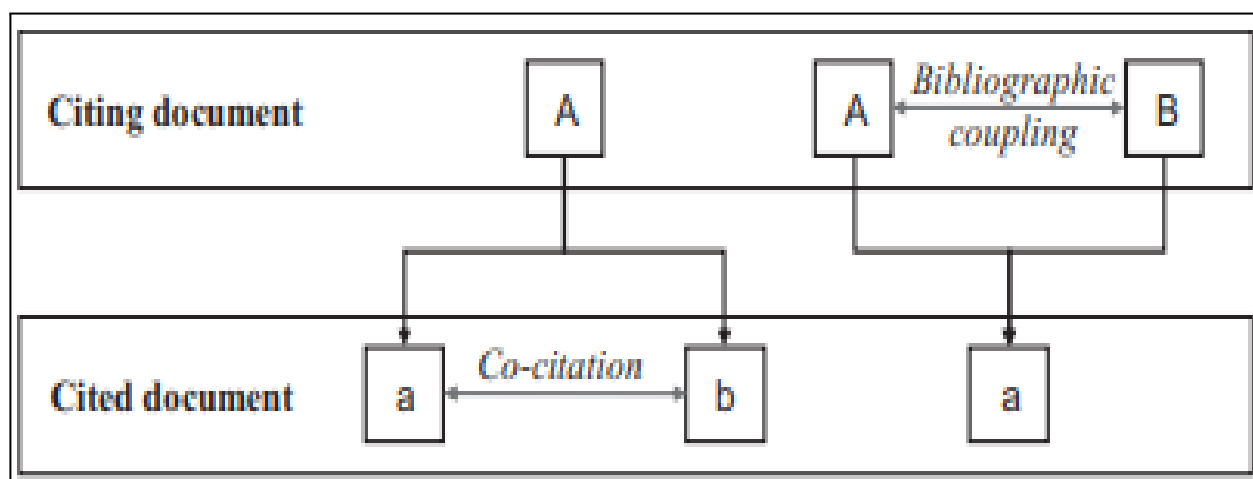 Citing document
A
A
Bibliographic
coupling
B
Cited document
a
Co-citation
b
a